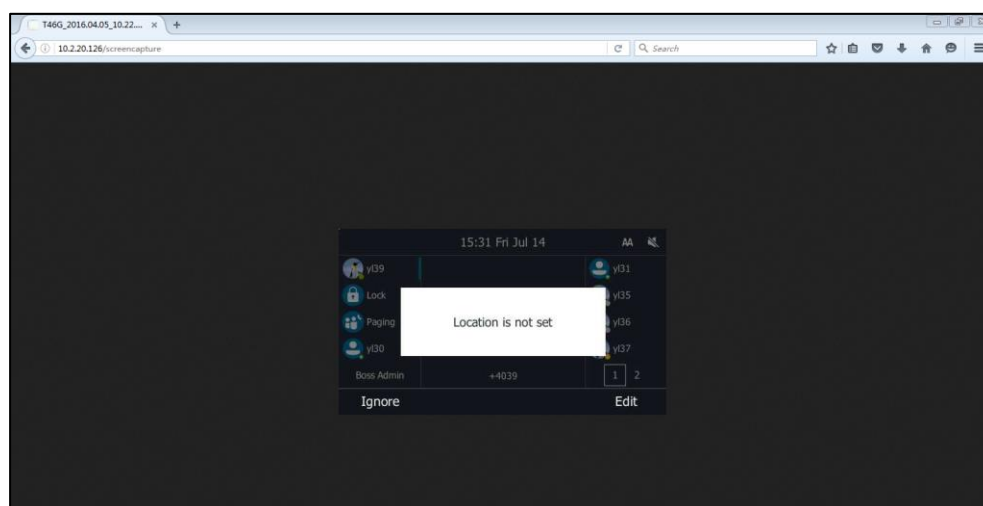 T46G_2016.04.05_10.22....
10.2.20.126/screencapture
Search
15:31 Fri Jul 14
AA
yl39
yl31
Lock
yl35
Location is not set
Paging
yl36
yl30
yl37
Boss Admin
+4039
1 2
Ignore
Edit